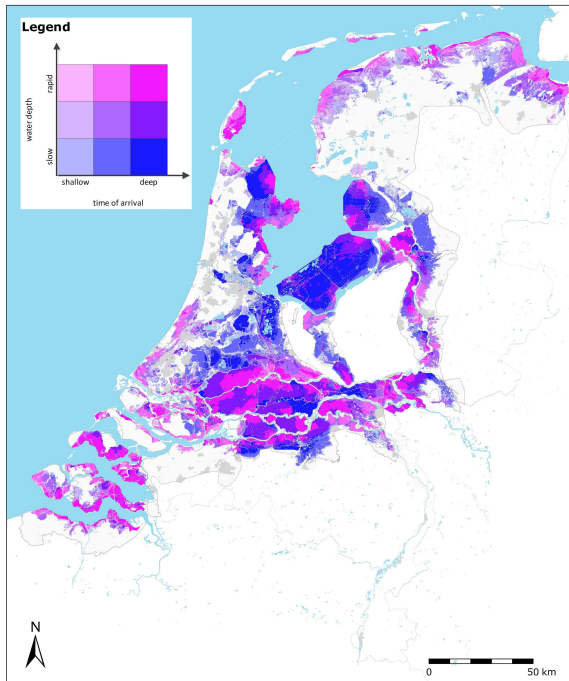 Legend
rapid
water depth
slow
shallow
deep
time of arrival
N
0
50 km